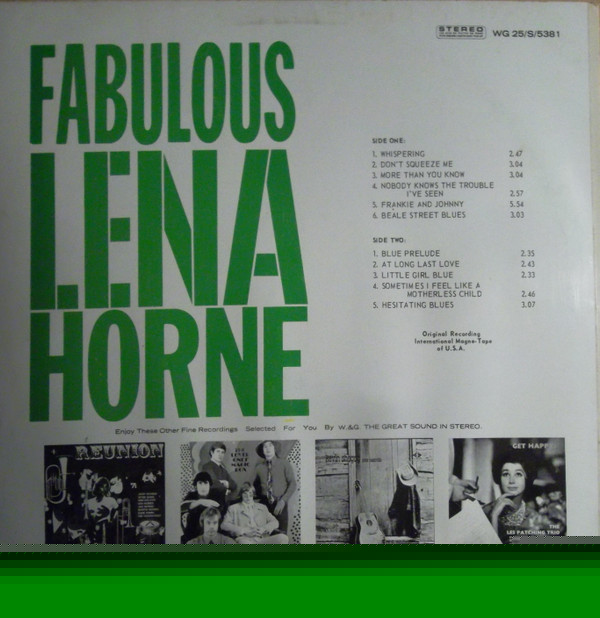 STEREO WG 25/S/5381
FABULOUS
LENA
HORNE
SIDE ONE:
1. WHISPERING 2.47
2. DON'T SQUEEZE ME 3.04
3. MORE THAN YOU KNOW 3.04
4. NOBODY KNOWS THE TROUBLE
I'VE SEEN 2.57
5. FRANKIE AND JOHNNY 5.54
6. BEALE STREET BLUES 3.03
SIDE TWO:
1. BLUE PRELUDE 2.35
2. AT LONG LAST LOVE 2.43
3. LITTLE GIRL BLUE 2.33
4. SOMETIMES I FEEL LIKE A
MOTHERLESS CHILD 2.46
5. HESITATING BLUES 3.07
Original Recording
International Magne-Tape
of U.S.A.
Enjoy These Other Fine Recordings Selected For You By W.&G. THE GREAT SOUND IN STEREO.
REUNION
GET HAPPY
THE
LES PATCHING TRIO